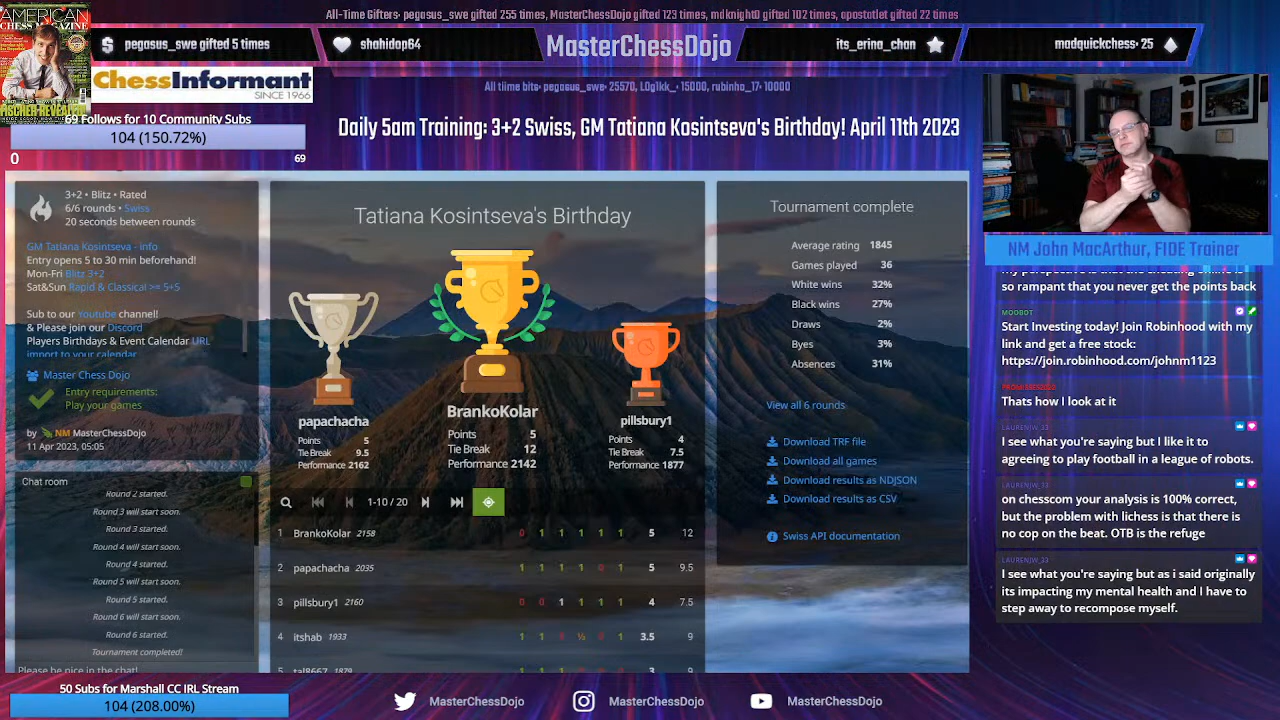 All-Time Gifters: pegasus_swe gifted 255 times, MasterChessDojo gifted 123 times, mdknight0 gifted 102 times, apostatlet gifted 22 times
AMERICAN
CHESS
$ pegasus_swe gifted 5 times
shahidop64
MasterChessDojo
its_erina_chan
madquickchess: 25
FISCHER REVEALED
ChessInformant
SINCE 1966
All time bits: pegasus_swe: 25570, L0g1kk_: 15000, rubinho_17: 10000
69 Follows for 10 Community Subs
104 (150.72%)
0
69
Daily 5am Training: 3+2 Swiss, GM Tatiana Kosintseva's Birthday! April 11th 2023
3+2 • Blitz • Rated
6/6 rounds • Swiss
20 seconds between rounds
GM Tatiana Kosintseva - info
Entry opens 5 to 30 min beforehand!
Mon-Fri Blitz 3+2
Sat&Sun Rapid & Classical >= 5+5
Sub to our Youtube channel!
& Please join our Discord
Players Birthdays & Event Calendar URL
import to your calendar
Master Chess Dojo
Entry requirements:
Play your games
by NM MasterChessDojo
11 Apr 2023, 05:05
Chat room
Round 2 started.
Round 3 will start soon.
Round 3 started.
Round 4 will start soon.
Round 4 started.
Round 5 will start soon.
Round 5 started.
Round 6 will start soon.
Round 6 started.
Tournament completed!
Please be nice in the chat!
Tatiana Kosintseva's Birthday
papachacha
Points 5
Tie Break 9.5
Performance 2162
BrankoKolar
Points 5
Tie Break 12
Performance 2142
pillsbury1
Points 4
Tie Break 7.5
Performance 1877
1-10 / 20
1 BrankoKolar 2158 0 1 1 1 1 1 5 12
2 papachacha 2035 1 1 1 1 0 1 5 9.5
3 pillsbury1 2160 0 0 1 1 1 1 4 7.5
4 itshab 1933 1 1 0 ½ 0 1 3.5 9
5 tal8667 1879 3 9
Tournament complete
Average rating 1845
Games played 36
White wins 32%
Black wins 27%
Draws 2%
Byes 3%
Absences 31%
View all 6 rounds
Download TRF file
Download all games
Download results as NDJSON
Download results as CSV
Swiss API documentation
NM John MacArthur, FIDE Trainer
so rampant that you never get the points back
MOOBOT
Start Investing today! Join Robinhood with my
link and get a free stock:
https://join.robinhood.com/johnm1123
Thats how I look at it
LAURENJW_33
I see what you're saying but I like it to
agreeing to play football in a league of robots.
LAURENJW_33
on chesscom your analysis is 100% correct,
but the problem with lichess is that there is
no cop on the beat. OTB is the refuge
LAURENJW_33
I see what you're saying but as i said originally
its impacting my mental health and I have to
step away to recompose myself.
50 Subs for Marshall CC IRL Stream
104 (208.00%)
MasterChessDojo
MasterChessDojo
MasterChessDojo